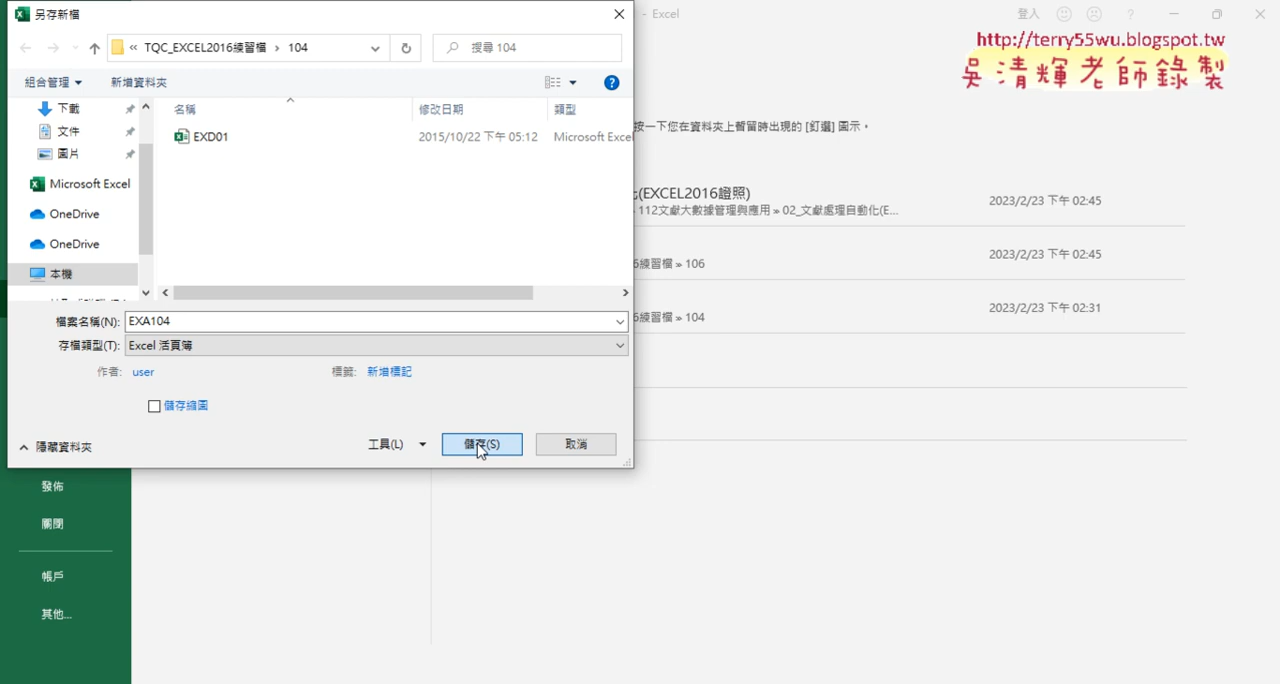 另存新檔
- Excel
登入
?
http://terry55wu.blogspot.tw
吳清輝老師錄製
« TQC_EXCEL2016練習檔 › 104
搜尋 104
組合管理
新增資料夾
?
下載
文件
圖片
Microsoft Excel
OneDrive
OneDrive
本機
名稱
修改日期
類型
EXD01
2015/10/22 下午 05:12
Microsoft Exce
按一下您在資料夾上暫留時出現的 [釘選] 圖示。
(EXCEL2016證照)
112文獻大數據管理與應用 » 02_文獻處理自動化(E...
2023/2/23 下午 02:45
6練習檔 » 106
2023/2/23 下午 02:45
6練習檔 » 104
2023/2/23 下午 02:31
檔案名稱(N):
EXA104
存檔類型(T):
Excel 活頁簿
作者:
user
標籤:
新增標記
儲存縮圖
隱藏資料夾
工具(L)
儲存(S)
取消
發佈
關閉
帳戶
其他...